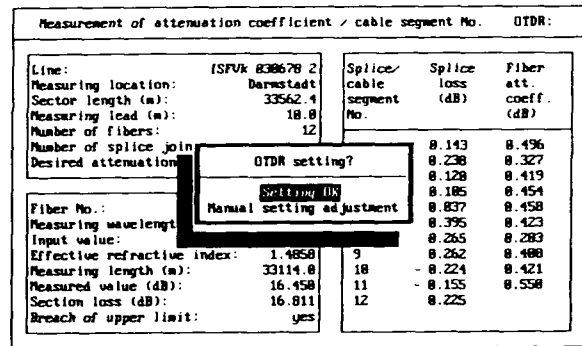 Measurement of attenuation coefficient / cable segment No. OTDR:
Line: ISFVk 030670 2
Measuring location: Darmstadt
Sector length (m): 33562.4
Measuring lead (m): 10.0
Number of fibers: 12
Number of splice join
Desired attenuation
Fiber No.:
Measuring wavelengt
Input value:
Effective refractive index: 1.4850
Measuring length (m): 33114.0
Measured value (dB): 16.450
Section loss (dB): 16.811
Breach of upper limit: yes
OTDR setting?
Setting OK
Manual setting adjustment
Splice/ Splice Fiber
cable loss att.
segment (dB) coeff.
No. (dB)
0.143 0.496
0.230 0.327
0.120 0.419
0.105 0.454
0.037 0.450
0.395 0.423
0.265 0.203
9 0.262 0.400
10 - 0.224 0.421
11 - 0.155 0.550
12 0.225